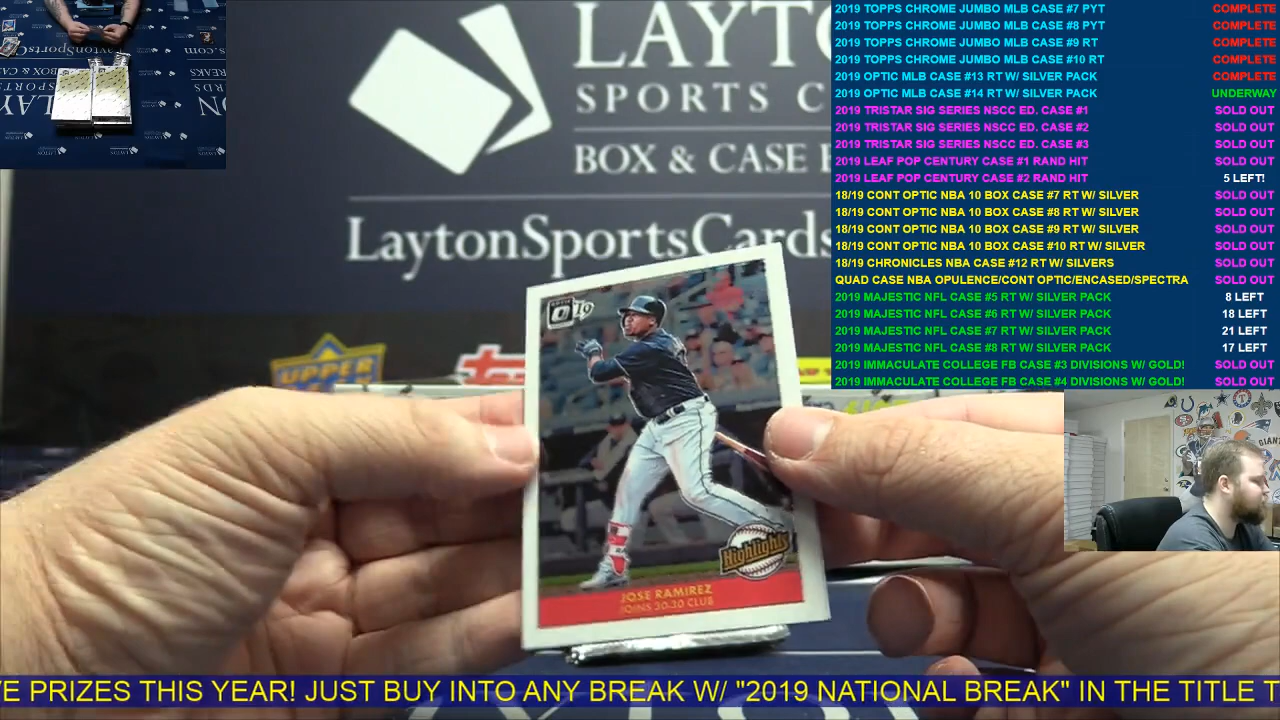 LAYTO
SPORTS C
BOX & CASE
LaytonSportsCards
2019 TOPPS CHROME JUMBO MLB CASE #7 PYT COMPLETE
2019 TOPPS CHROME JUMBO MLB CASE #8 PYT COMPLETE
2019 TOPPS CHROME JUMBO MLB CASE #9 RT COMPLETE
2019 TOPPS CHROME JUMBO MLB CASE #10 RT COMPLETE
2019 OPTIC MLB CASE #13 RT W/ SILVER PACK COMPLETE
2019 OPTIC MLB CASE #14 RT W/ SILVER PACK UNDERWAY
2019 TRISTAR SIG SERIES NSCC ED. CASE #1 SOLD OUT
2019 TRISTAR SIG SERIES NSCC ED. CASE #2 SOLD OUT
2019 TRISTAR SIG SERIES NSCC ED. CASE #3 SOLD OUT
2019 LEAF POP CENTURY CASE #1 RAND HIT SOLD OUT
2019 LEAF POP CENTURY CASE #2 RAND HIT 5 LEFT!
18/19 CONT OPTIC NBA 10 BOX CASE #7 RT W/ SILVER SOLD OUT
18/19 CONT OPTIC NBA 10 BOX CASE #8 RT W/ SILVER SOLD OUT
18/19 CONT OPTIC NBA 10 BOX CASE #9 RT W/ SILVER SOLD OUT
18/19 CONT OPTIC NBA 10 BOX CASE #10 RT W/ SILVER SOLD OUT
18/19 CHRONICLES NBA CASE #12 RT W/ SILVERS SOLD OUT
QUAD CASE NBA OPULENCE/CONT OPTIC/ENCASED/SPECTRA SOLD OUT
2019 MAJESTIC NFL CASE #5 RT W/ SILVER PACK 8 LEFT
2019 MAJESTIC NFL CASE #6 RT W/ SILVER PACK 18 LEFT
2019 MAJESTIC NFL CASE #7 RT W/ SILVER PACK 21 LEFT
2019 MAJESTIC NFL CASE #8 RT W/ SILVER PACK 17 LEFT
2019 IMMACULATE COLLEGE FB CASE #3 DIVISIONS W/ GOLD! SOLD OUT
2019 IMMACULATE COLLEGE FB CASE #4 DIVISIONS W/ GOLD! SOLD OUT
UPPER
Topps
19
Highlights
JOSE RAMIREZ
JOINS 30-30 CLUB
VE PRIZES THIS YEAR! JUST BUY INTO ANY BREAK W/ "2019 NATIONAL BREAK" IN THE TITLE T